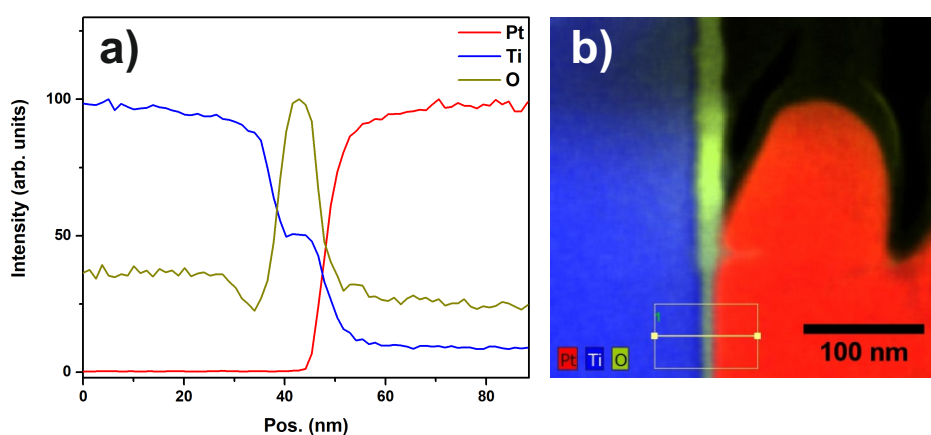 a)
Pt
Ti
O
100
50
0
Intensity (arb. units)
0 20 40 60 80
Pos. (nm)
b)
1
Pt Ti O
100 nm